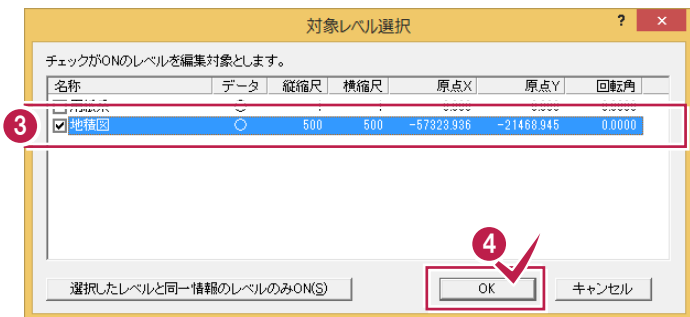 対象レベル選択 ? ×
チェックがONのレベルを編集対象とします。
名称 データ 縦縮尺 横縮尺 原点X 原点Y 回転角
3 地積図 ○ 500 500 -57323.936 -21468.945 0.0000
4
選択したレベルと同一情報のレベルのみON(S) OK キャンセル